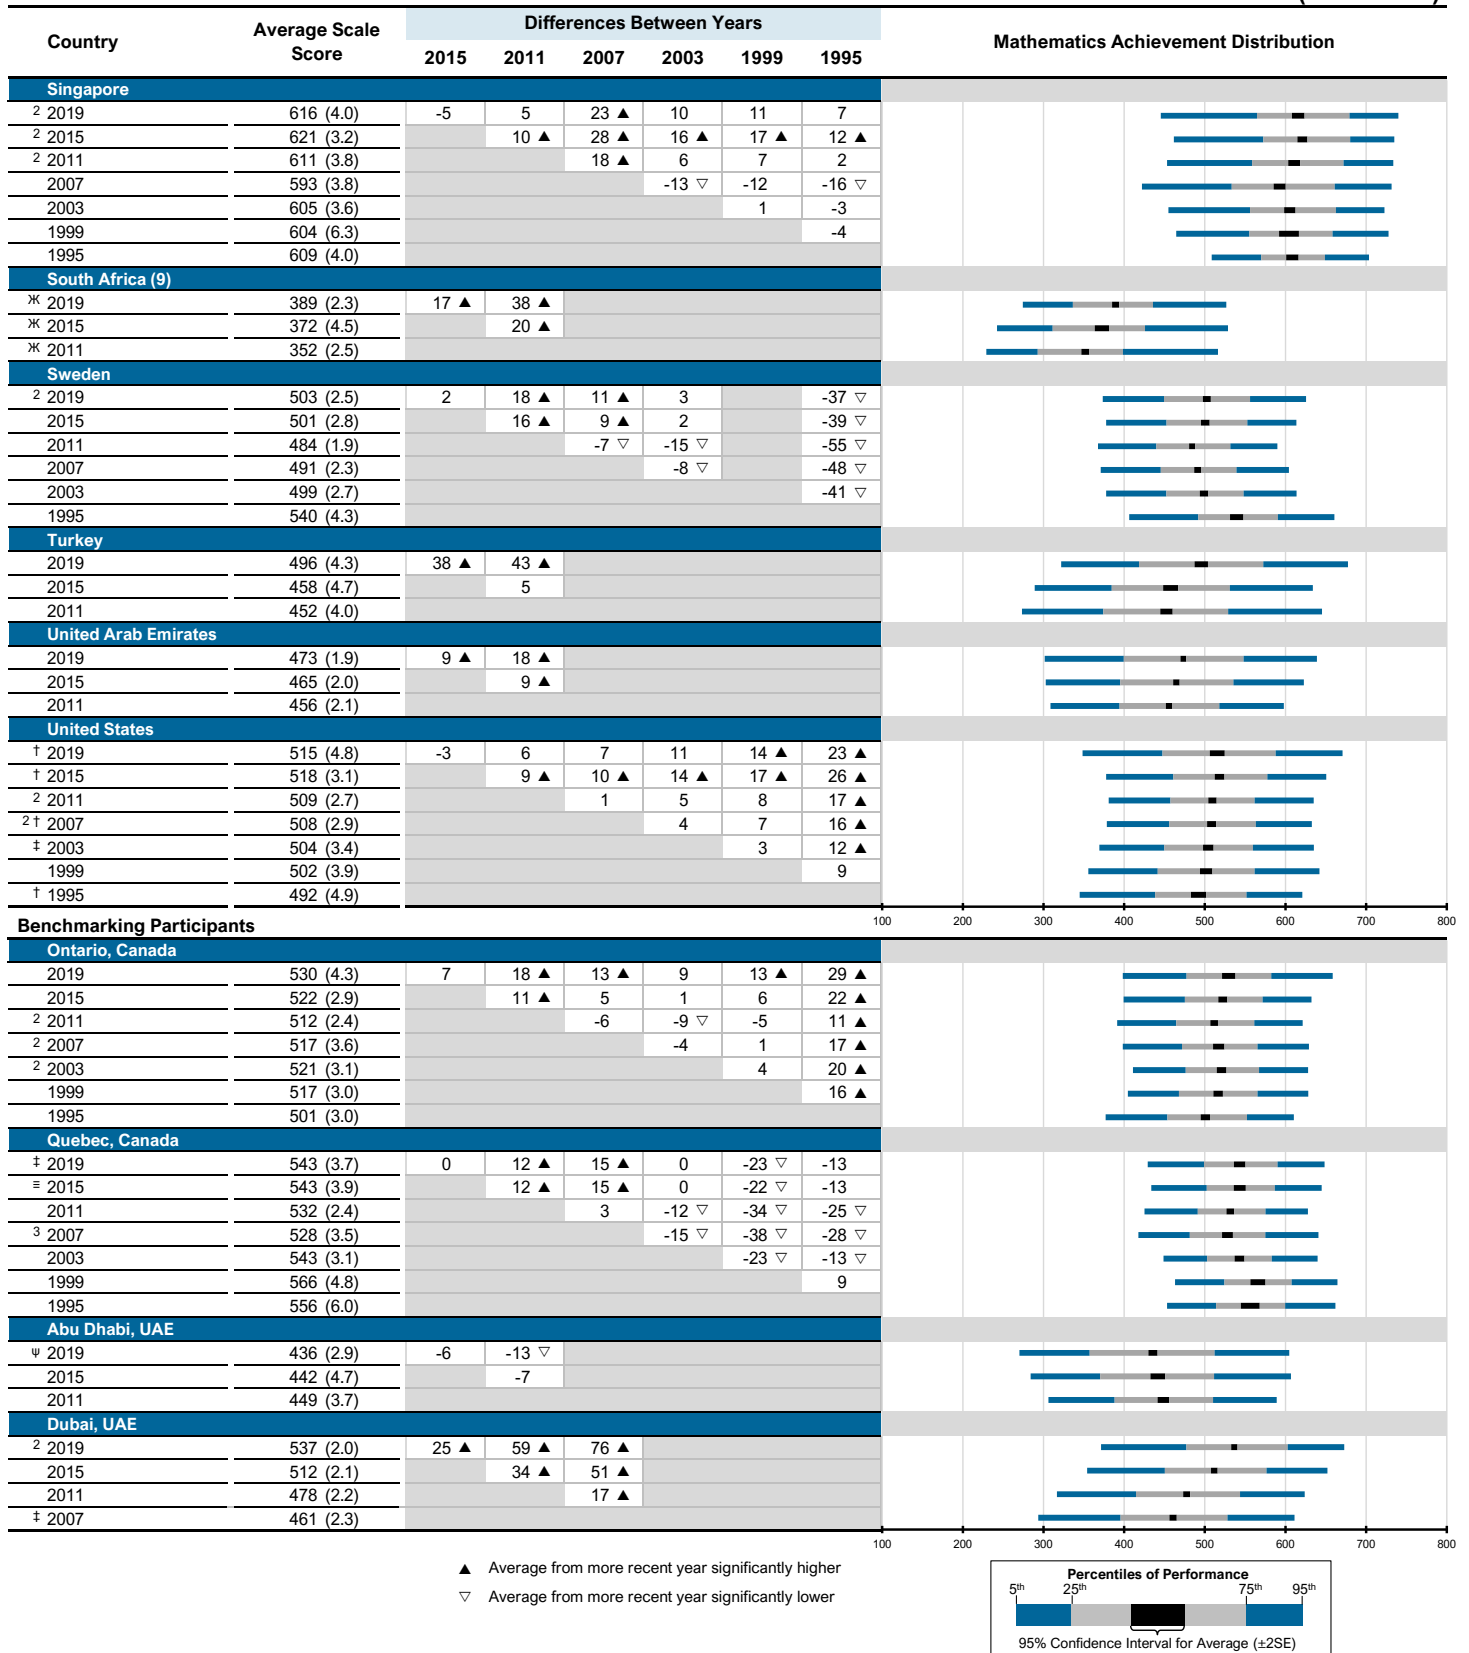 Differences Between Years
Country Average Scale Score 2015 2011 2007 2003 1999 1995 Mathematics Achievement Distribution
Singapore
2 2019 616 (4.0) -5 5 23 ▲ 10 11 7
2 2015 621 (3.2) 10 ▲ 28 ▲ 16 ▲ 17 ▲ 12 ▲
2 2011 611 (3.8) 18 ▲ 6 7 2
2007 593 (3.8) -13 ▽ -12 -16 ▽
2003 605 (3.6) 1 -3
1999 604 (6.3) -4
1995 609 (4.0)
South Africa (9)
Ж 2019 389 (2.3) 17 ▲ 38 ▲
Ж 2015 372 (4.5) 20 ▲
Ж 2011 352 (2.5)
Sweden
2 2019 503 (2.5) 2 18 ▲ 11 ▲ 3 -37 ▽
2015 501 (2.8) 16 ▲ 9 ▲ 2 -39 ▽
2011 484 (1.9) -7 ▽ -15 ▽ -55 ▽
2007 491 (2.3) -8 ▽ -48 ▽
2003 499 (2.7) -41 ▽
1995 540 (4.3)
Turkey
2019 496 (4.3) 38 ▲ 43 ▲
2015 458 (4.7) 5
2011 452 (4.0)
United Arab Emirates
2019 473 (1.9) 9 ▲ 18 ▲
2015 465 (2.0) 9 ▲
2011 456 (2.1)
United States
† 2019 515 (4.8) -3 6 7 11 14 ▲ 23 ▲
† 2015 518 (3.1) 9 ▲ 10 ▲ 14 ▲ 17 ▲ 26 ▲
2 2011 509 (2.7) 1 5 8 17 ▲
2 † 2007 508 (2.9) 4 7 16 ▲
‡ 2003 504 (3.4) 3 12 ▲
1999 502 (3.9) 9
† 1995 492 (4.9)
100 200 300 400 500 600 700 800
Benchmarking Participants
Ontario, Canada
2019 530 (4.3) 7 18 ▲ 13 ▲ 9 13 ▲ 29 ▲
2015 522 (2.9) 11 ▲ 5 1 6 22 ▲
2 2011 512 (2.4) -6 -9 ▽ -5 11 ▲
2 2007 517 (3.6) -4 1 17 ▲
2 2003 521 (3.1) 4 20 ▲
1999 517 (3.0) 16 ▲
1995 501 (3.0)
Quebec, Canada
‡ 2019 543 (3.7) 0 12 ▲ 15 ▲ 0 -23 ▽ -13
≡ 2015 543 (3.9) 12 ▲ 15 ▲ 0 -22 ▽ -13
2011 532 (2.4) 3 -12 ▽ -34 ▽ -25 ▽
3 2007 528 (3.5) -15 ▽ -38 ▽ -28 ▽
2003 543 (3.1) -23 ▽ -13 ▽
1999 566 (4.8) 9
1995 556 (6.0)
Abu Dhabi, UAE
ψ 2019 436 (2.9) -6 -13 ▽
2015 442 (4.7) -7
2011 449 (3.7)
Dubai, UAE
2 2019 537 (2.0) 25 ▲ 59 ▲ 76 ▲
2015 512 (2.1) 34 ▲ 51 ▲
2011 478 (2.2) 17 ▲
‡ 2007 461 (2.3)
100 200 300 400 500 600 700 800
▲ Average from more recent year significantly higher
▽ Average from more recent year significantly lower
Percentiles of Performance
5th 25th 75th 95th
95% Confidence Interval for Average (±2SE)